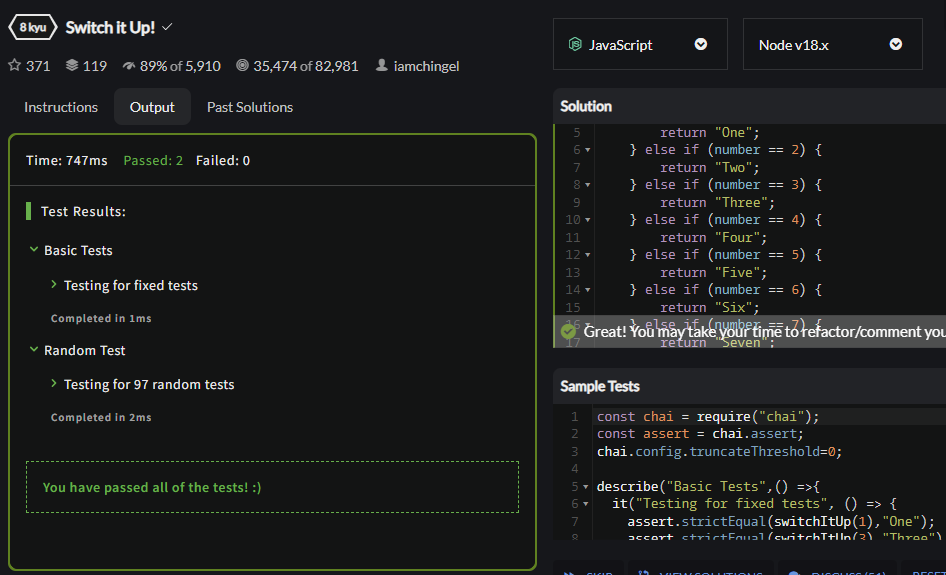 8 kyu Switch it Up!
371 119 89% of 5,910 35,474 of 82,981 iamchingel
Instructions Output Past Solutions
Time: 747ms Passed: 2 Failed: 0
Test Results:
Basic Tests
Testing for fixed tests
Completed in 1ms
Random Test
Testing for 97 random tests
Completed in 2ms
You have passed all of the tests! :)
JavaScript Node v18.x
Solution
5 return "One";
6 } else if (number == 2) {
7 return "Two";
8 } else if (number == 3) {
9 return "Three";
10 } else if (number == 4) {
11 return "Four";
12 } else if (number == 5) {
13 return "Five";
14 } else if (number == 6) {
15 return "Six";
16 } else if (number == 7) {
Great! You may take your time to refactor/comment you
17 return "Seven";
Sample Tests
1 const chai = require("chai");
2 const assert = chai.assert;
3 chai.config.truncateThreshold=0;
4
5 describe("Basic Tests",() =>{
6 it("Testing for fixed tests", () => {
7 assert.strictEqual(switchItUp(1),"One");
8 assert.strictEqual(switchItUp(3),"Three")
SKIP VIEW SOLUTIONS DISCUSS (51) RESET